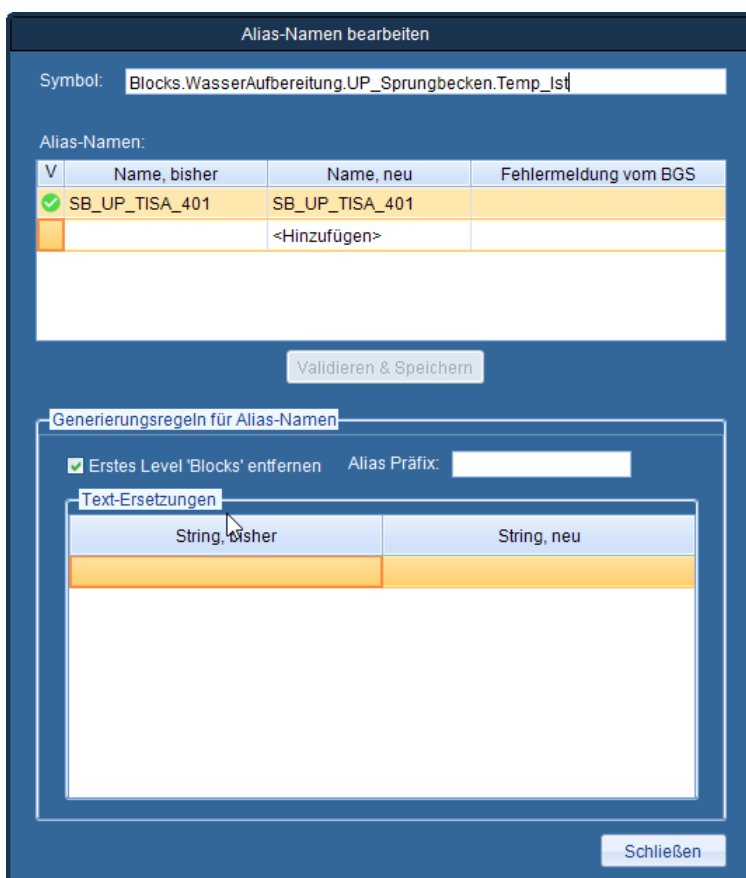 Alias-Namen bearbeiten
Symbol: Blocks.WasserAufbereitung.UP_Sprungbecken.Temp_Ist
Alias-Namen:
V Name, bisher Name, neu Fehlermeldung vom BGS
SB_UP_TISA_401 SB_UP_TISA_401
<Hinzufügen>
Validieren & Speichern
Generierungsregeln für Alias-Namen
Erstes Level 'Blocks' entfernen Alias Präfix:
Text-Ersetzungen
String, bisher String, neu
Schließen